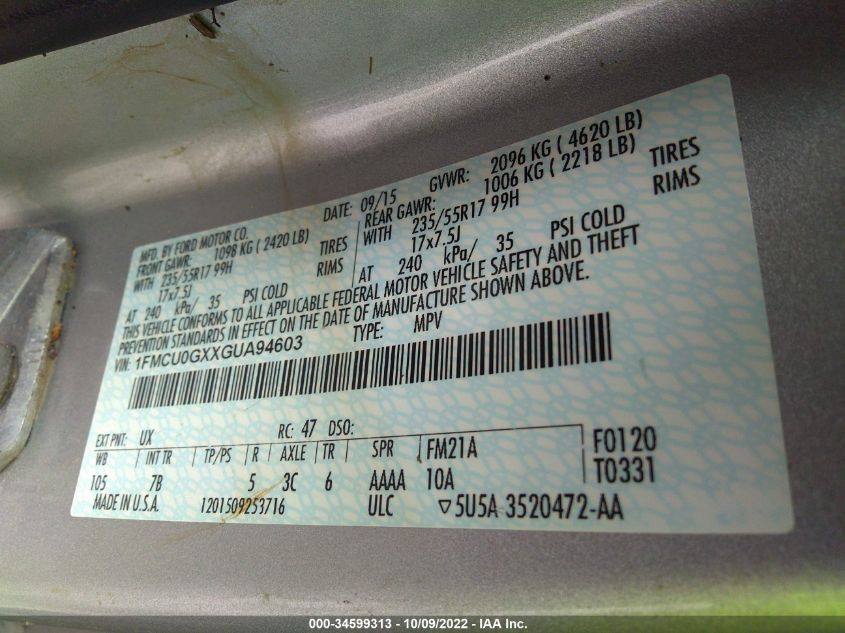 MFD. BY FORD MOTOR CO.
DATE: 09/15
GVWR: 2096 KG ( 4620 LB)
FRONT GAWR: 1098 KG ( 2420 LB)
REAR GAWR: 1006 KG ( 2218 LB)
WITH 235/55R17 99H TIRES
WITH 235/55R17 99H TIRES
17x7.5J RIMS
17x7.5J RIMS
AT 240 kPa/ 35 PSI COLD
AT 240 kPa/ 35 PSI COLD
THIS VEHICLE CONFORMS TO ALL APPLICABLE FEDERAL MOTOR VEHICLE SAFETY AND THEFT
PREVENTION STANDARDS IN EFFECT ON THE DATE OF MANUFACTURE SHOWN ABOVE.
VIN: 1FMCU0GXXGUA94603
TYPE: MPV
EXT PNT: UX RC: 47 DSO:
WB INT TR TP/PS R AXLE TR SPR FM21A F0120
105 7B 5 3C 6 AAAA 10A T0331
MADE IN U.S.A. 1201509253716 ULC ▽5U5A 3520472-AA
000-34599313 - 10/09/2022 - IAA Inc.